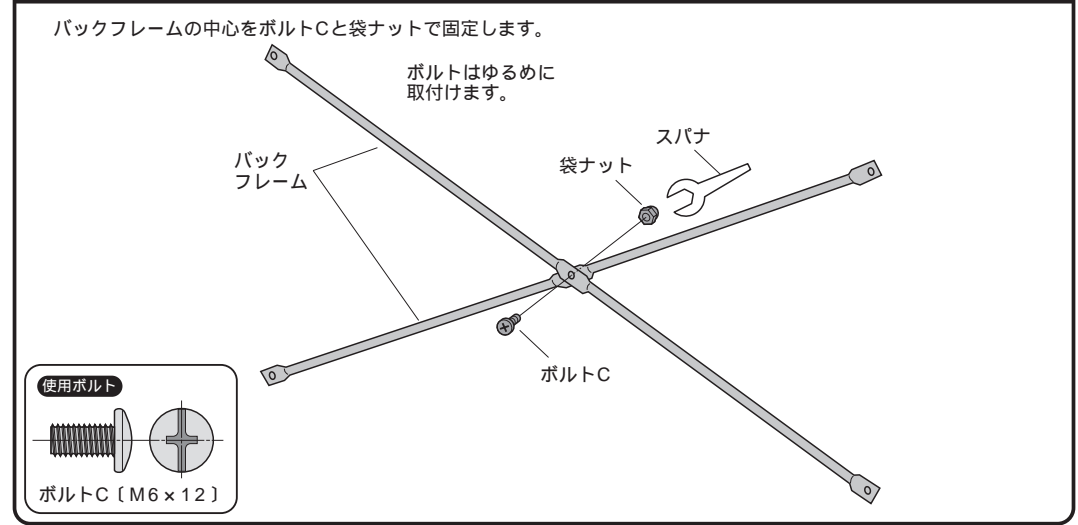 バックフレームの中心をボルトCと袋ナットで固定します。
ボルトはゆるめに
取付けます。
スパナ
袋ナット
バック
フレーム
ボルトC
使用ボルト
ボルトC〔M6×12〕